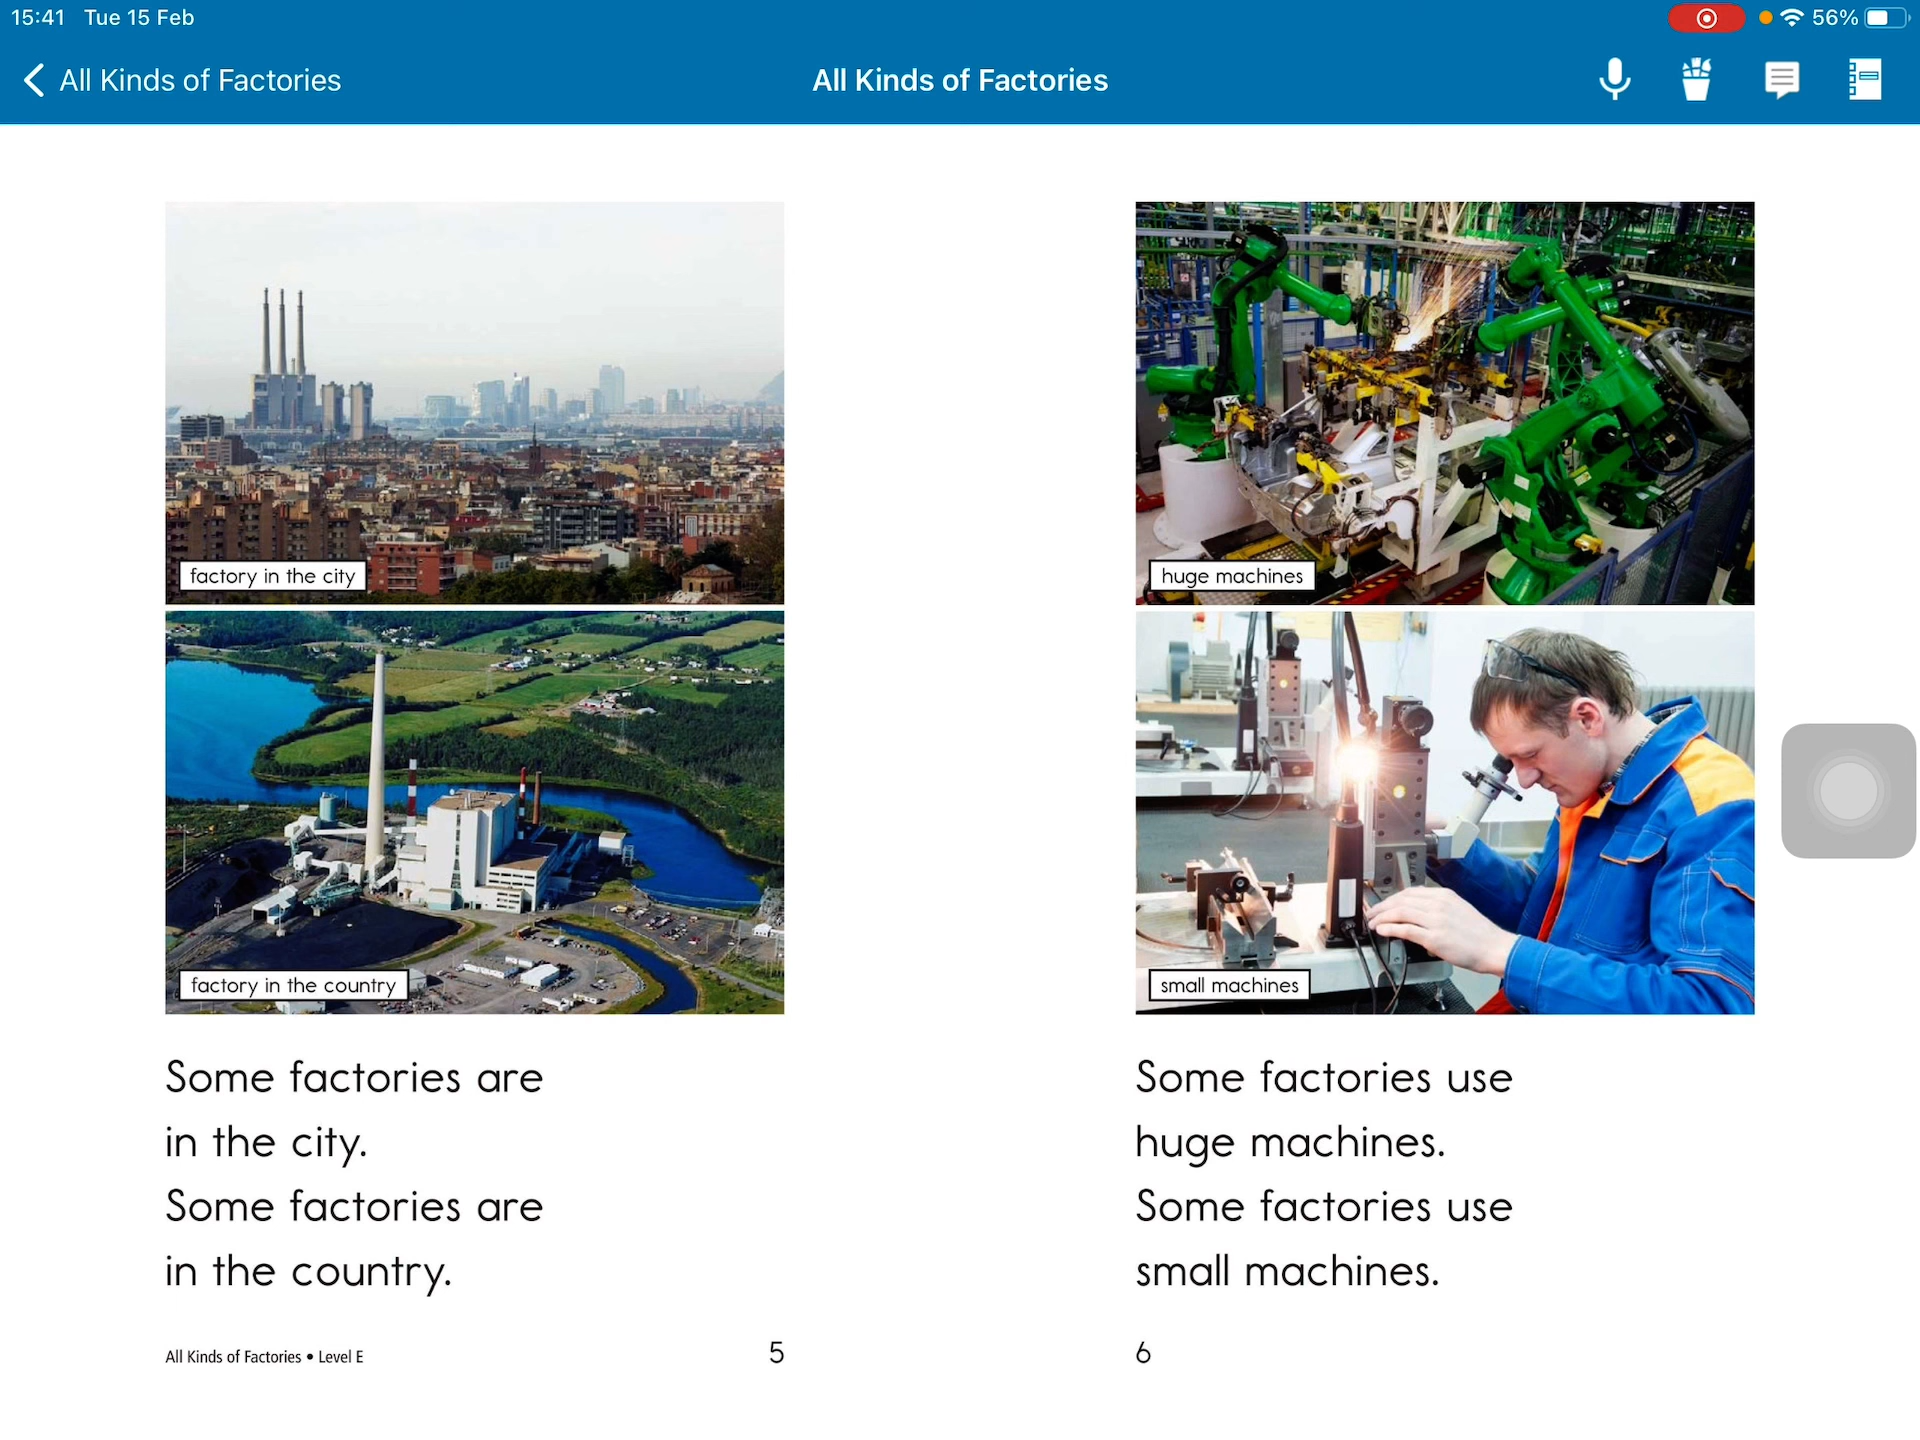 15:41 Tue 15 Feb
56%
All Kinds of Factories
All Kinds of Factories
factory in the city
factory in the country
Some factories are
in the city.
Some factories are
in the country.
All Kinds of Factories • Level E
5
huge machines
small machines
Some factories use
huge machines.
Some factories use
small machines.
6